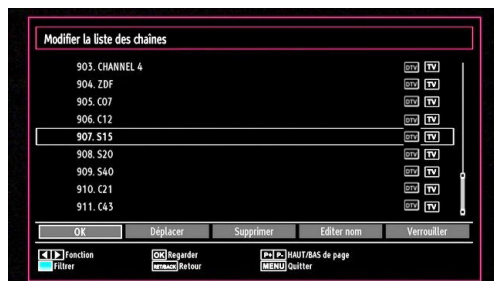 Modifier la liste des chaînes
903. CHANNEL 4 DTV TV
904. ZDF DTV TV
905. C07 DTV TV
906. C12 DTV TV
907. S15 DTV TV
908. S20 DTV TV
909. S40 DTV TV
910. C21 DTV TV
911. C43 DTV TV
OK Déplacer Supprimer Editer nom Verrouiller
Fonction OK Regarder P+ P- HAUT/BAS de page
Filtrer RET/BACK Retour MENU Quitter